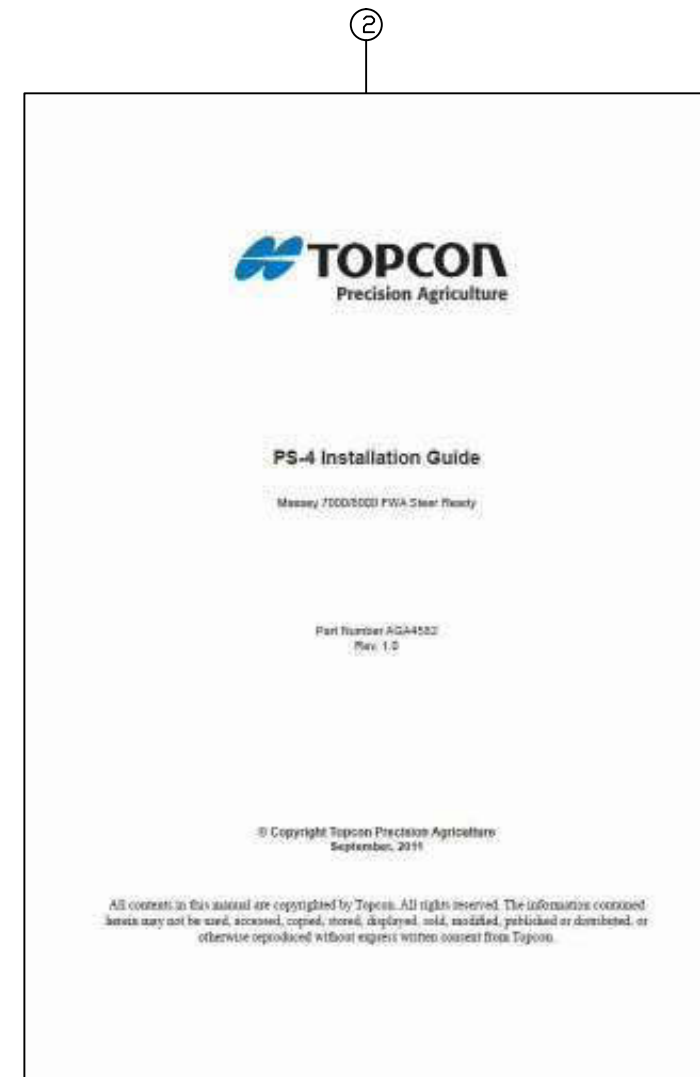 2
TOPCON
Precision Agriculture
PS-4 Installation Guide
Massey 7000/8000 FWA Steer Ready
Part Number AGA4582
Rev. 1.0
© Copyright Topcon Precision Agriculture
September, 2011
All contents in this manual are copyrighted by Topcon. All rights reserved. The information contained
herein may not be used, accessed, copied, stored, displayed, sold, modified, published or distributed, or
otherwise reproduced without express written consent from Topcon.